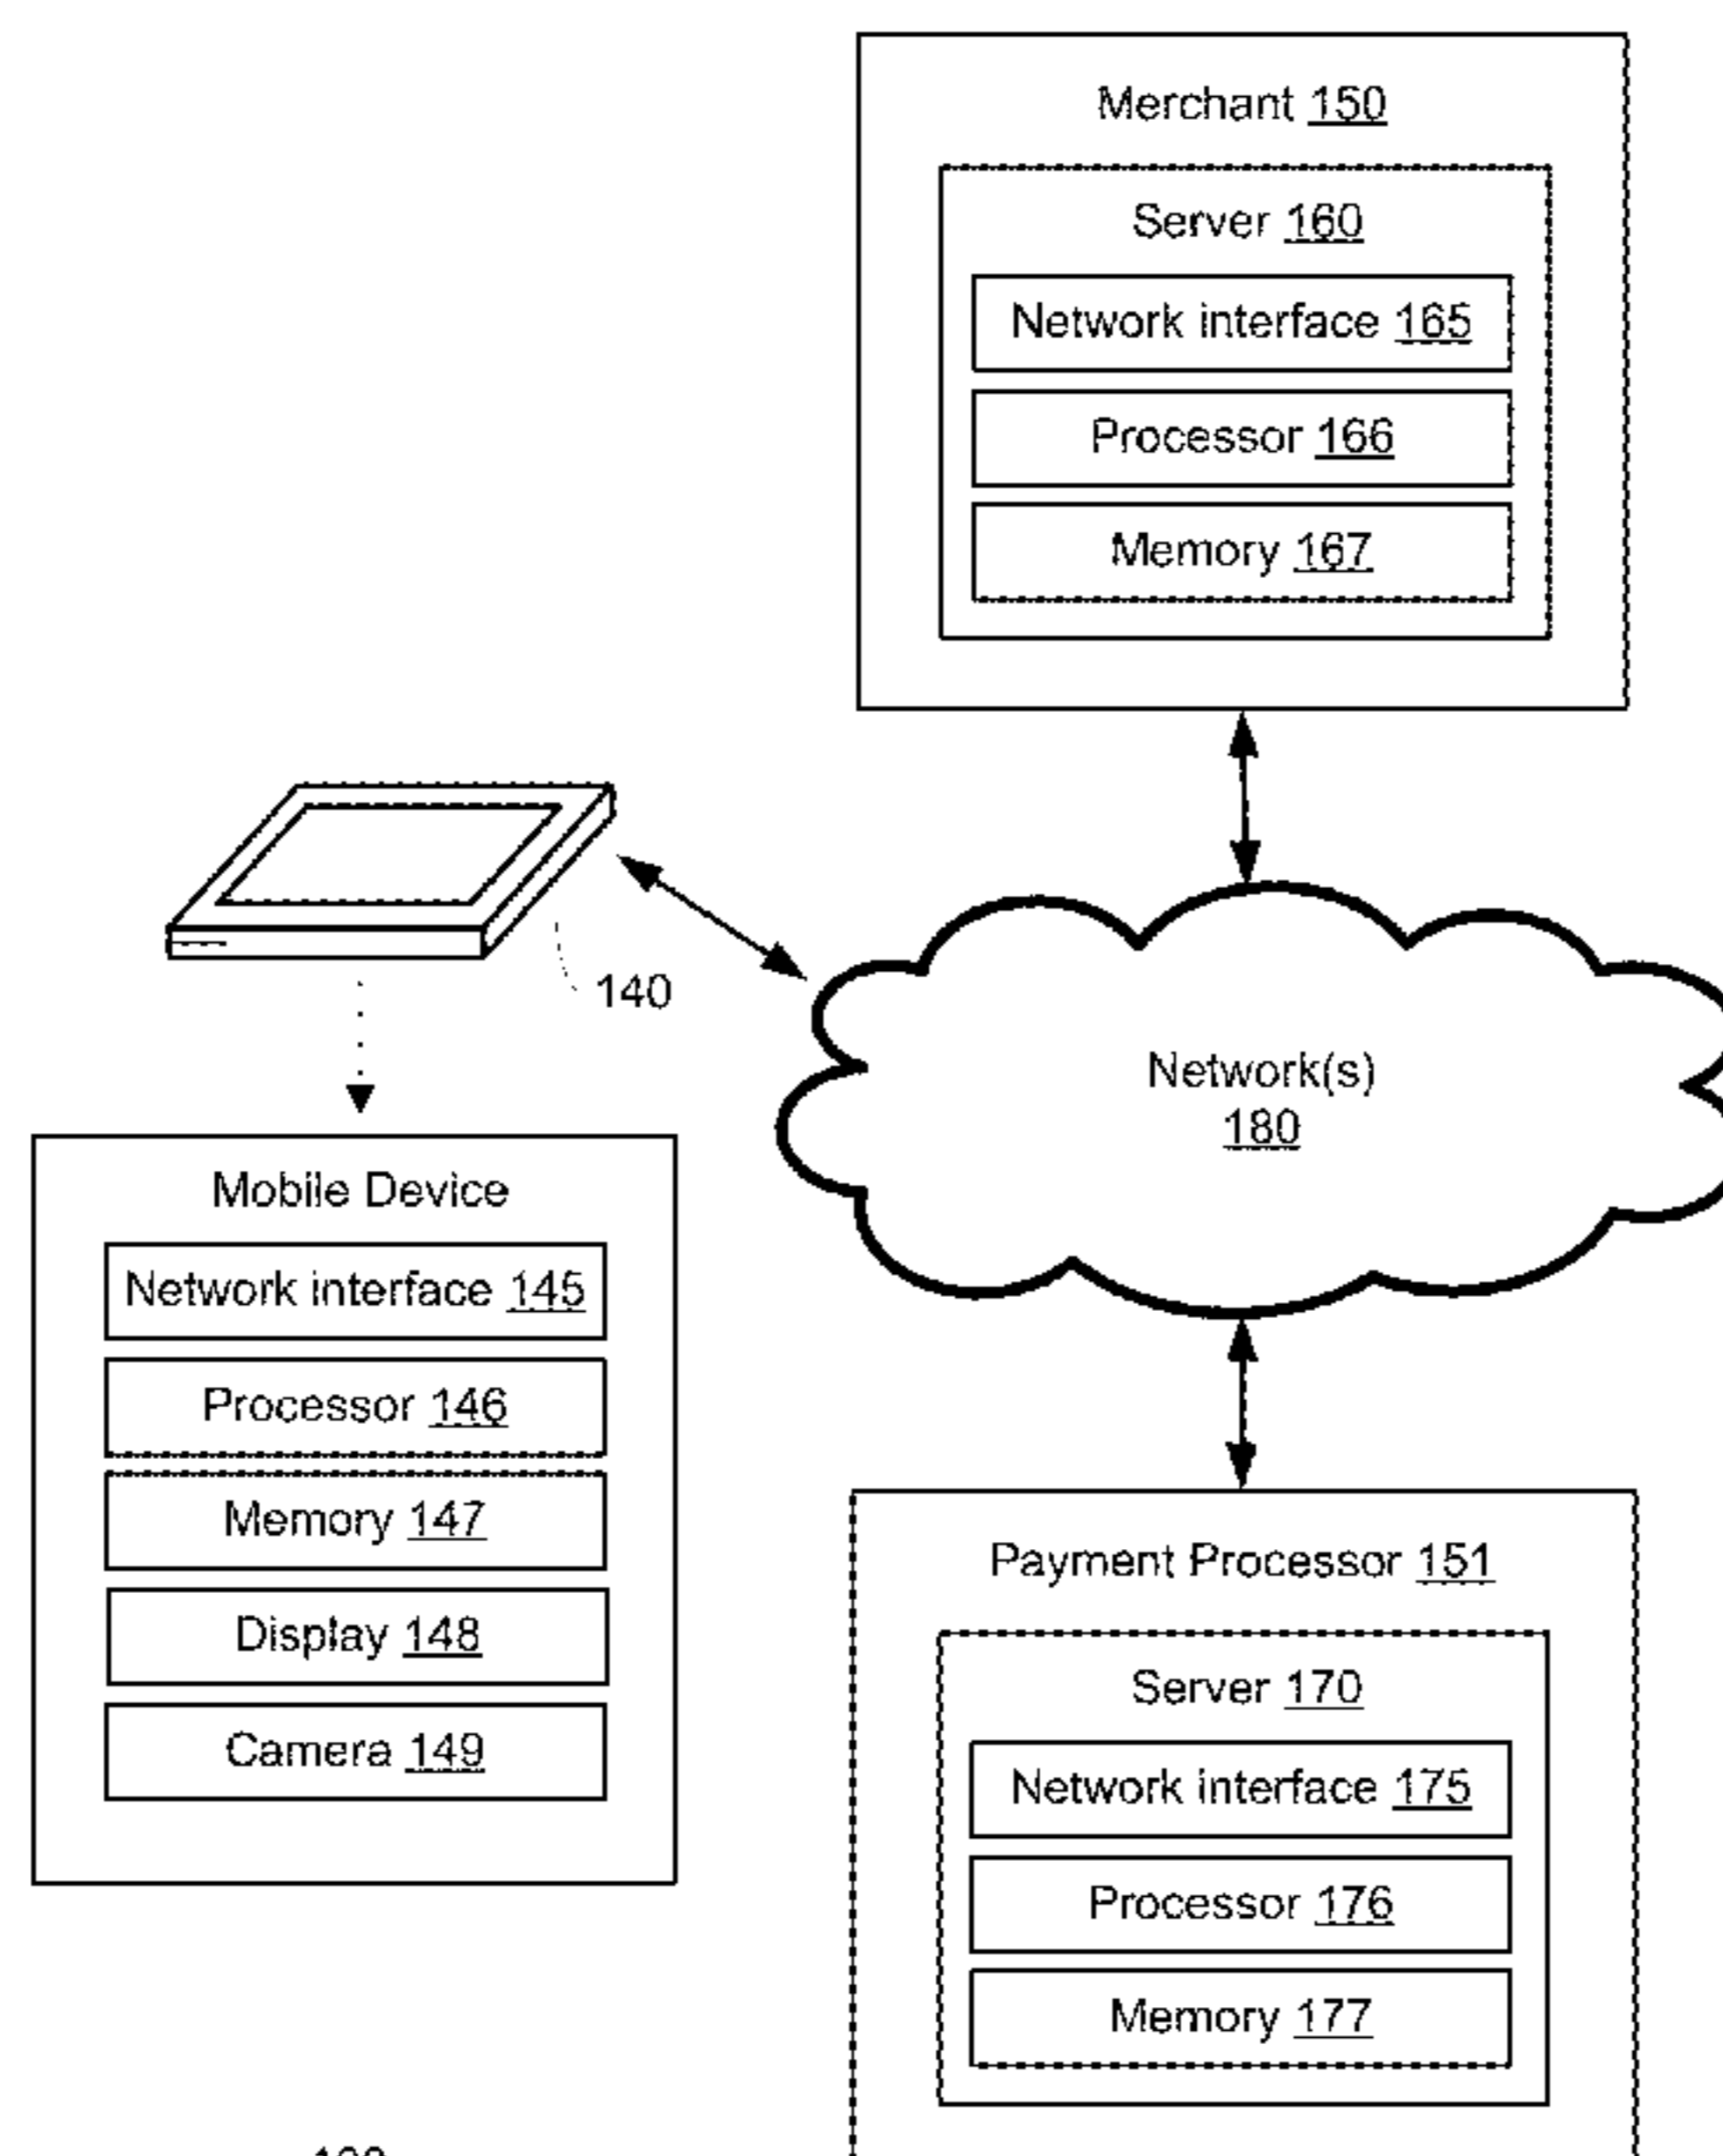 Merchant 150
Server 160
Network interface 165
Processor 166
Memory 167
140
Network(s)
180
Mobile Device
Network interface 145
Processor 146
Memory 147
Display 148
Camera 149
Payment Processor 151
Server 170
Network interface 175
Processor 176
Memory 177